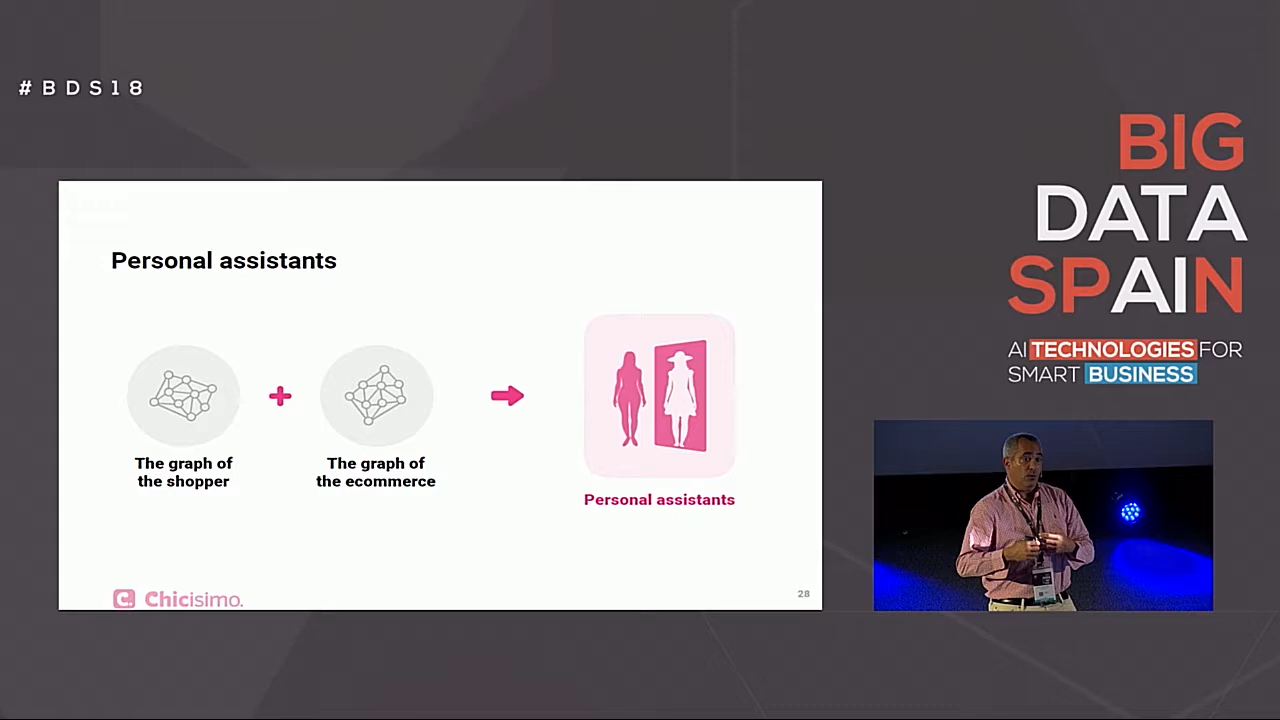 #BDS18
BIG
DATA
SPAIN
AI TECHNOLOGIES FOR
SMART BUSINESS
Personal assistants
The graph of
the shopper
+
The graph of
the ecommerce
Personal assistants
C. Chicisimo.
28